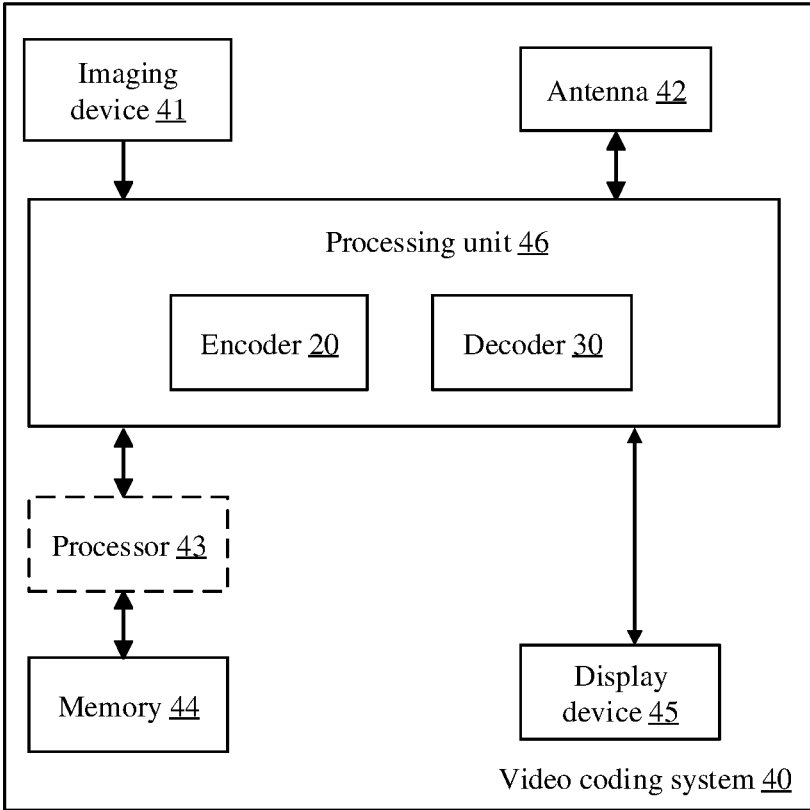 Imaging
device 41
Antenna 42
Processing unit 46
Encoder 20
Decoder 30
Processor 43
Memory 44
Display
device 45
Video coding system 40